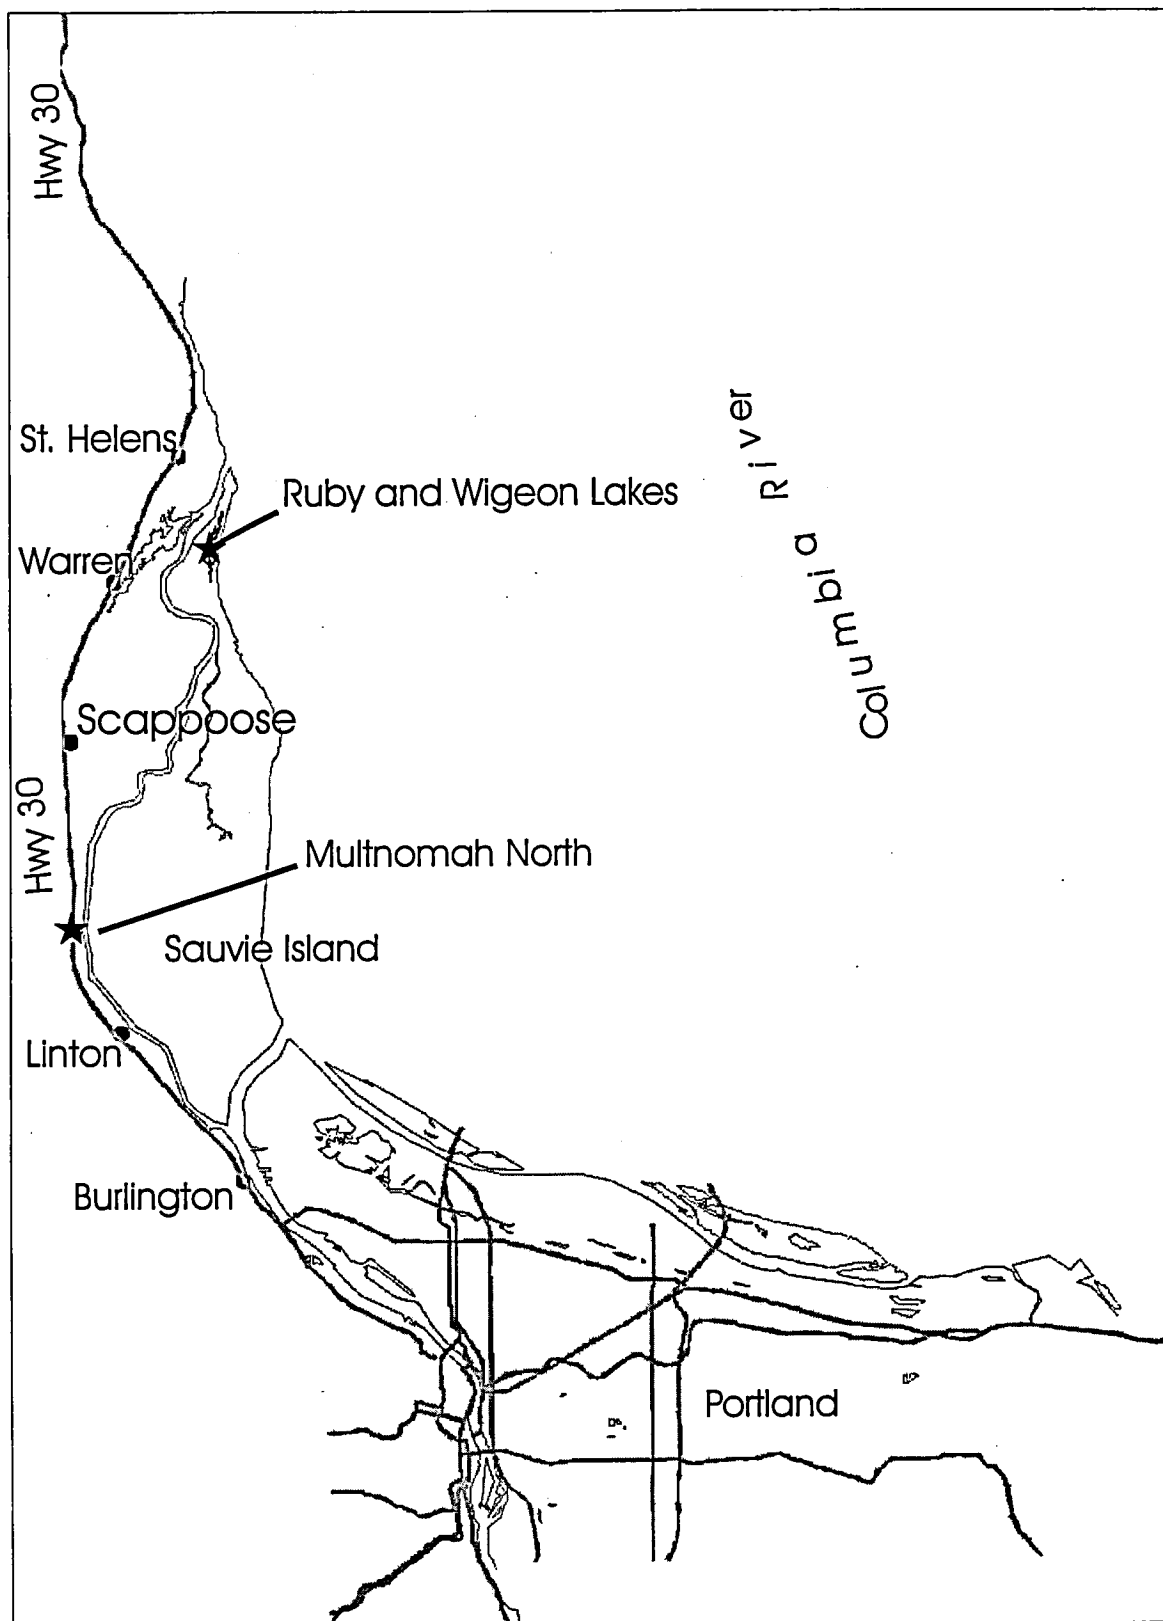 Hwy 30
Columbia River
St. Helens
Ruby and Wigeon Lakes
Warren
Scappoose
Hwy 30
Multnomah North
Sauvie Island
Linton
Burlington
Portland